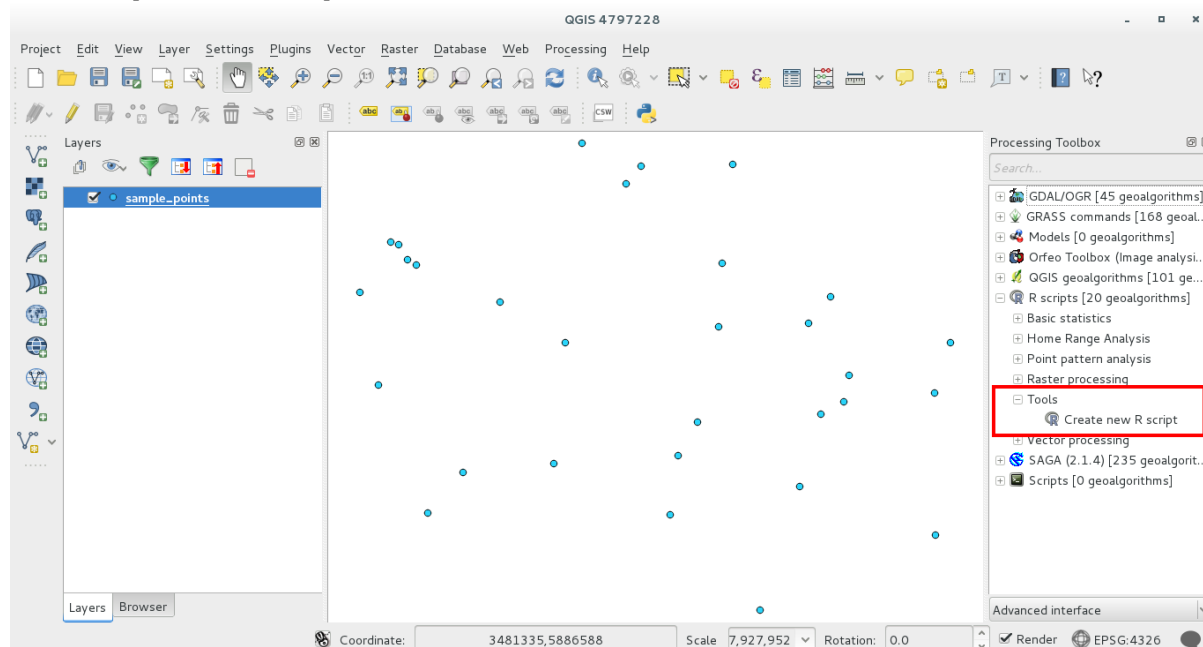 QGIS 4797228
Project Edit View Layer Settings Plugins Vector Raster Database Web Processing Help
abc
CSW
Layers
sample_points
Layers Browser
Processing Toolbox
Search...
GDAL/OGR [45 geoalgorithms]
GRASS commands [168 geoal...
Models [0 geoalgorithms]
Orfeo Toolbox (Image analysi...
QGIS geoalgorithms [101 ge...
R scripts [20 geoalgorithms]
Basic statistics
Home Range Analysis
Point pattern analysis
Raster processing
Tools
Create new R script
Vector processing
SAGA (2.1.4) [235 geoalgorit...
Scripts [0 geoalgorithms]
Advanced interface
Coordinate: 3481335,5886588 Scale 7,927,952 Rotation: 0.0 Render EPSG:4326